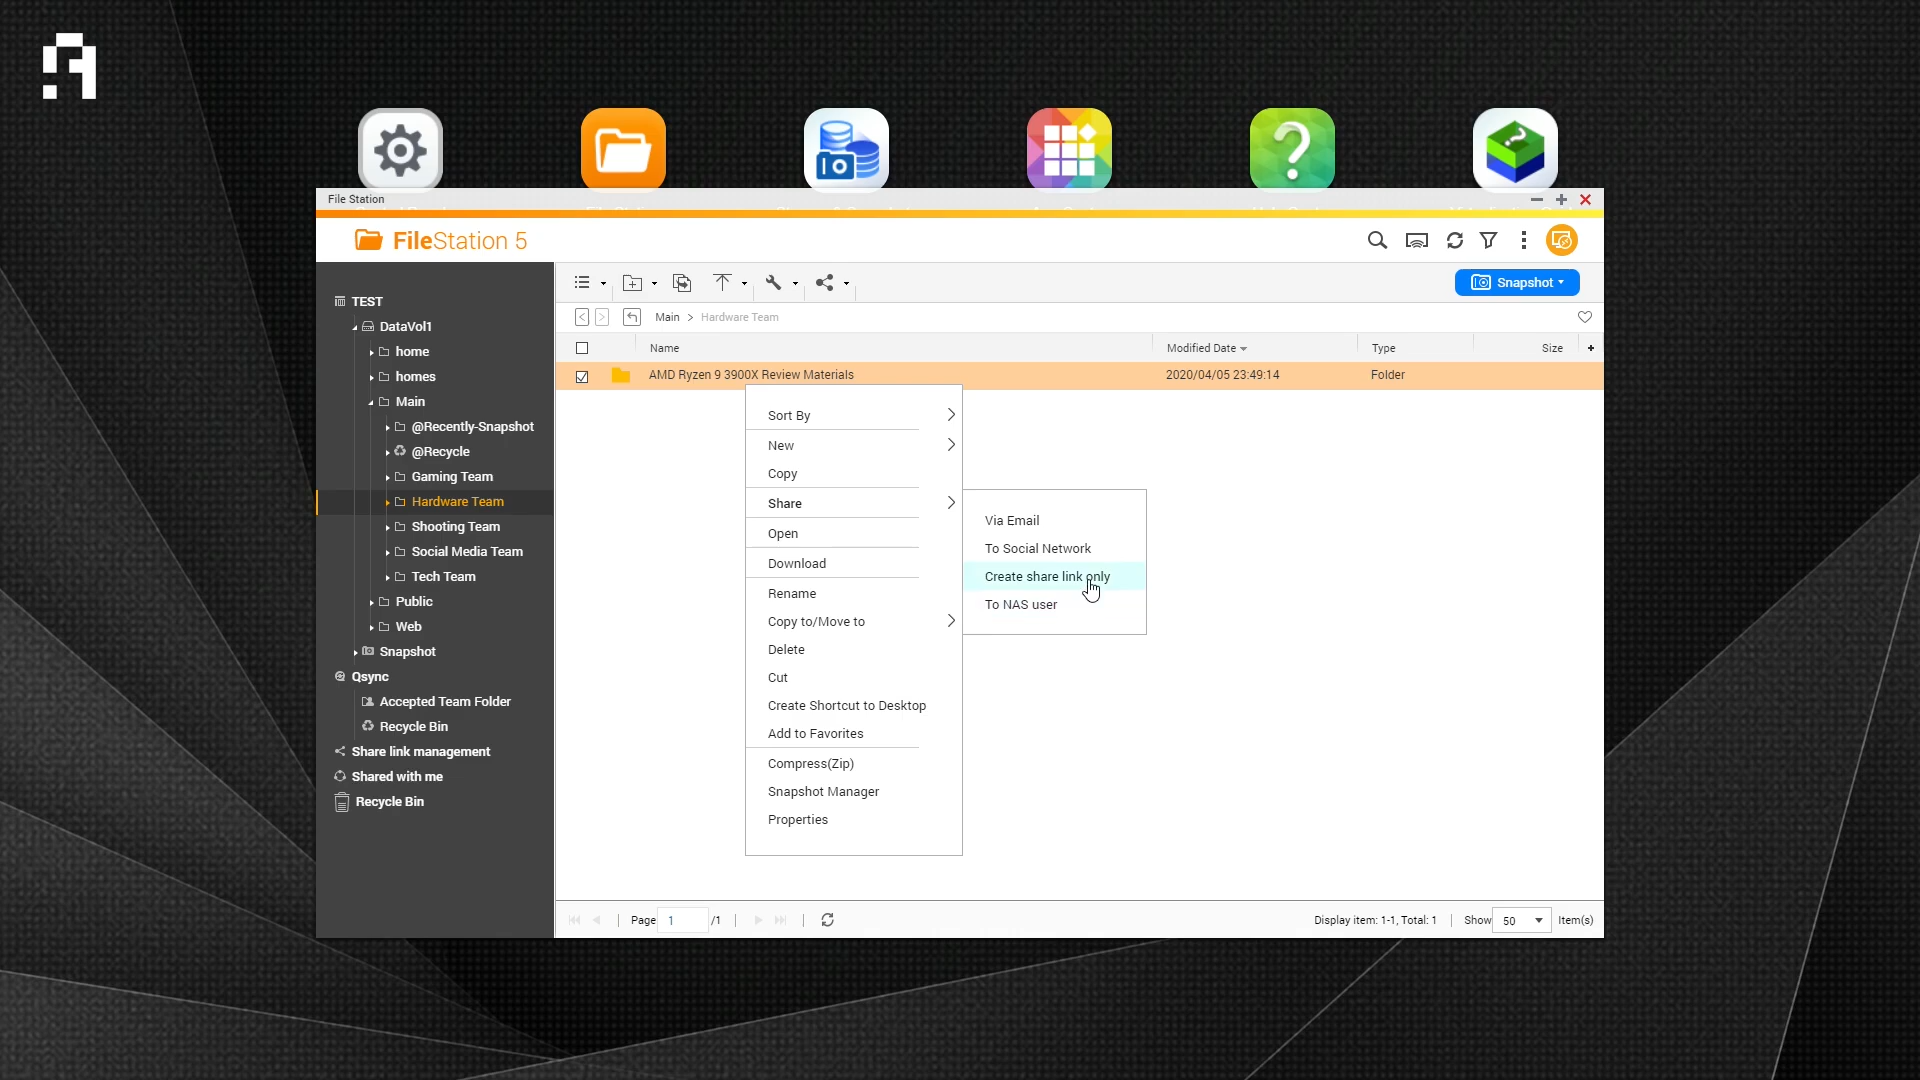 File Station
FileStation 5
Snapshot
Main > Hardware Team
Name Modified Date Type Size
AMD Ryzen 9 3900X Review Materials 2020/04/05 23:49:14 Folder
TEST
DataVol1
home
homes
Main
@Recently-Snapshot
@Recycle
Gaming Team
Hardware Team
Shooting Team
Social Media Team
Tech Team
Public
Web
Snapshot
Qsync
Accepted Team Folder
Recycle Bin
Share link management
Shared with me
Recycle Bin
Sort By
New
Copy
Share
Open
Download
Rename
Copy to/Move to
Delete
Cut
Create Shortcut to Desktop
Add to Favorites
Compress(Zip)
Snapshot Manager
Properties
Via Email
To Social Network
Create share link only
To NAS user
Page 1 /1
Display item: 1-1, Total: 1 | Show 50 Item(s)